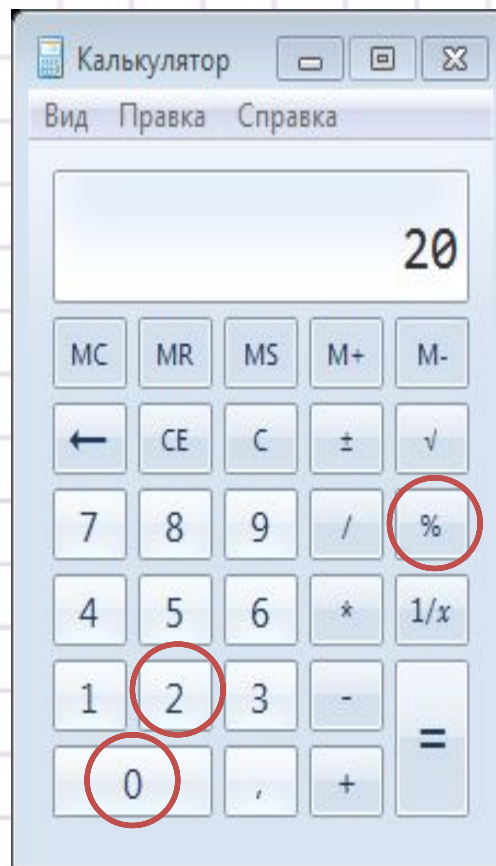 Калькулятор
Вид Правка Справка
20
MC MR MS M+ M-
← CE C ± √
7 8 9 / %
4 5 6 * 1/x
1 2 3 - =
0 , +